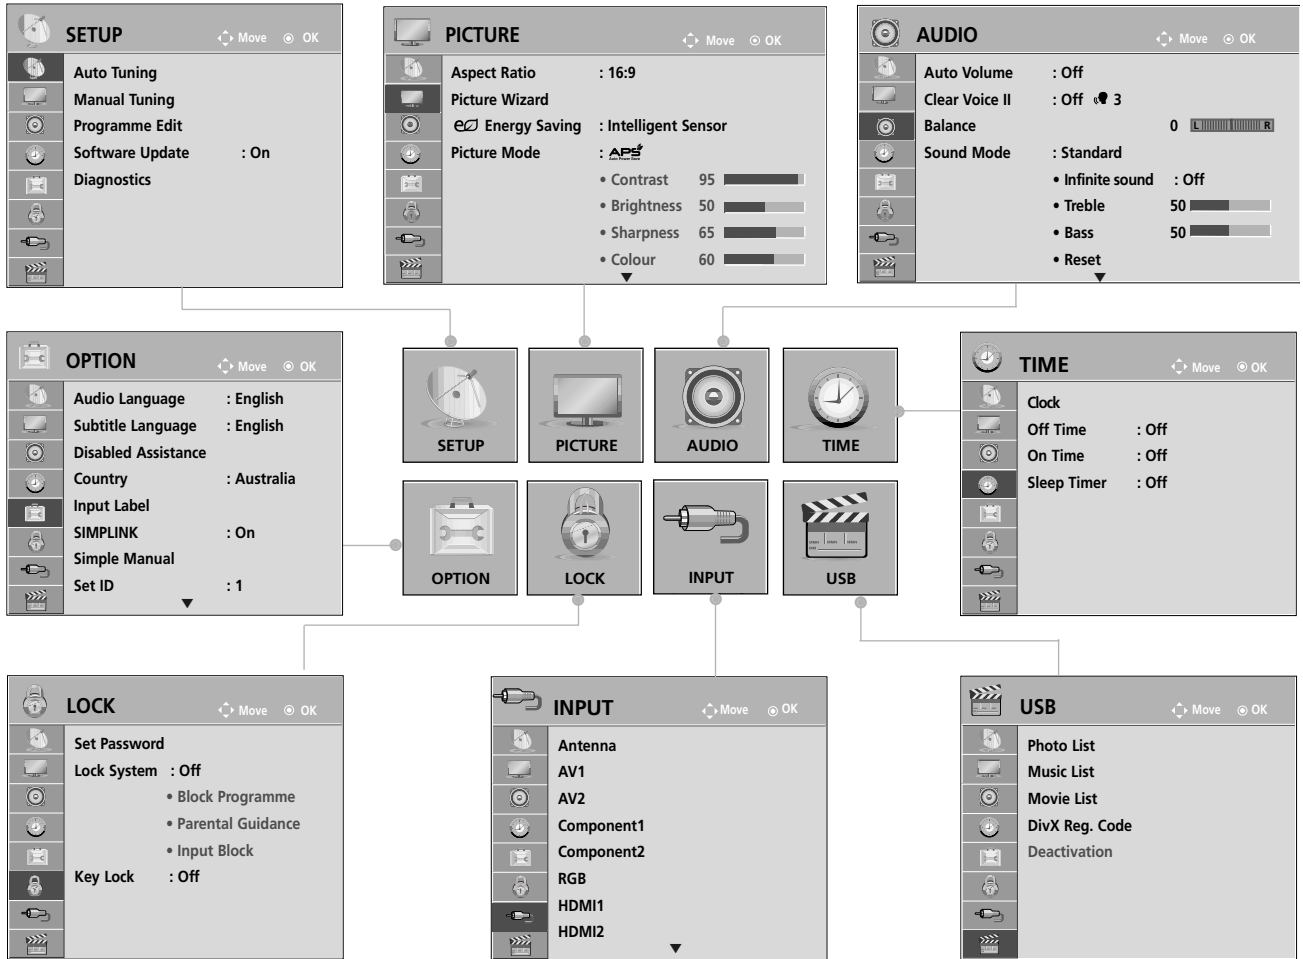 SETUP Move OK
Auto Tuning
Manual Tuning
Programme Edit
Software Update : On
Diagnostics
PICTURE Move OK
Aspect Ratio : 16:9
Picture Wizard
Energy Saving : Intelligent Sensor
Picture Mode : APS
Auto Power Save
• Contrast 95
• Brightness 50
• Sharpness 65
• Colour 60
AUDIO Move OK
Auto Volume : Off
Clear Voice II : Off 3
Balance 0 L R
Sound Mode : Standard
• Infinite sound : Off
• Treble 50
• Bass 50
• Reset
OPTION Move OK
Audio Language : English
Subtitle Language : English
Disabled Assistance
Country : Australia
Input Label
SIMPLINK : On
Simple Manual
Set ID : 1
SETUP
PICTURE
AUDIO
TIME
OPTION
LOCK
INPUT
USB
TIME Move OK
Clock
Off Time : Off
On Time : Off
Sleep Timer : Off
LOCK Move OK
Set Password
Lock System : Off
• Block Programme
• Parental Guidance
• Input Block
Key Lock : Off
INPUT Move OK
Antenna
AV1
AV2
Component1
Component2
RGB
HDMI1
HDMI2
USB Move OK
Photo List
Music List
Movie List
DivX Reg. Code
Deactivation